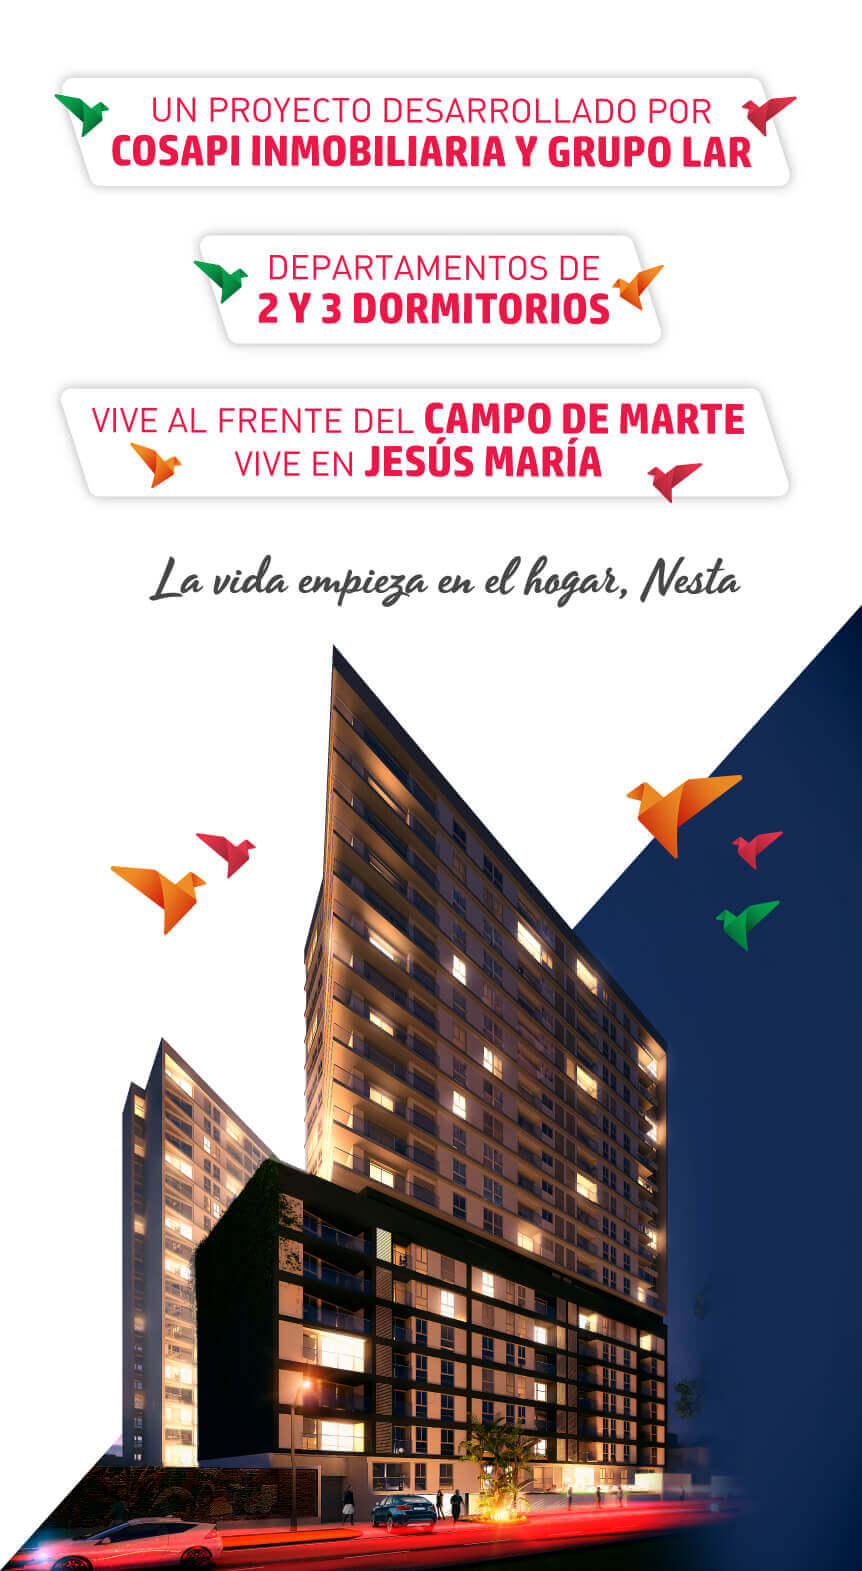 UN PROYECTO DESARROLLADO POR
COSAPI INMOBILIARIA Y GRUPO LAR
DEPARTAMENTOS DE
2 Y 3 DORMITORIOS
VIVE AL FRENTE DEL CAMPO DE MARTE
VIVE EN JESÚS MARÍA
La vida empieza en el hogar, Nesta